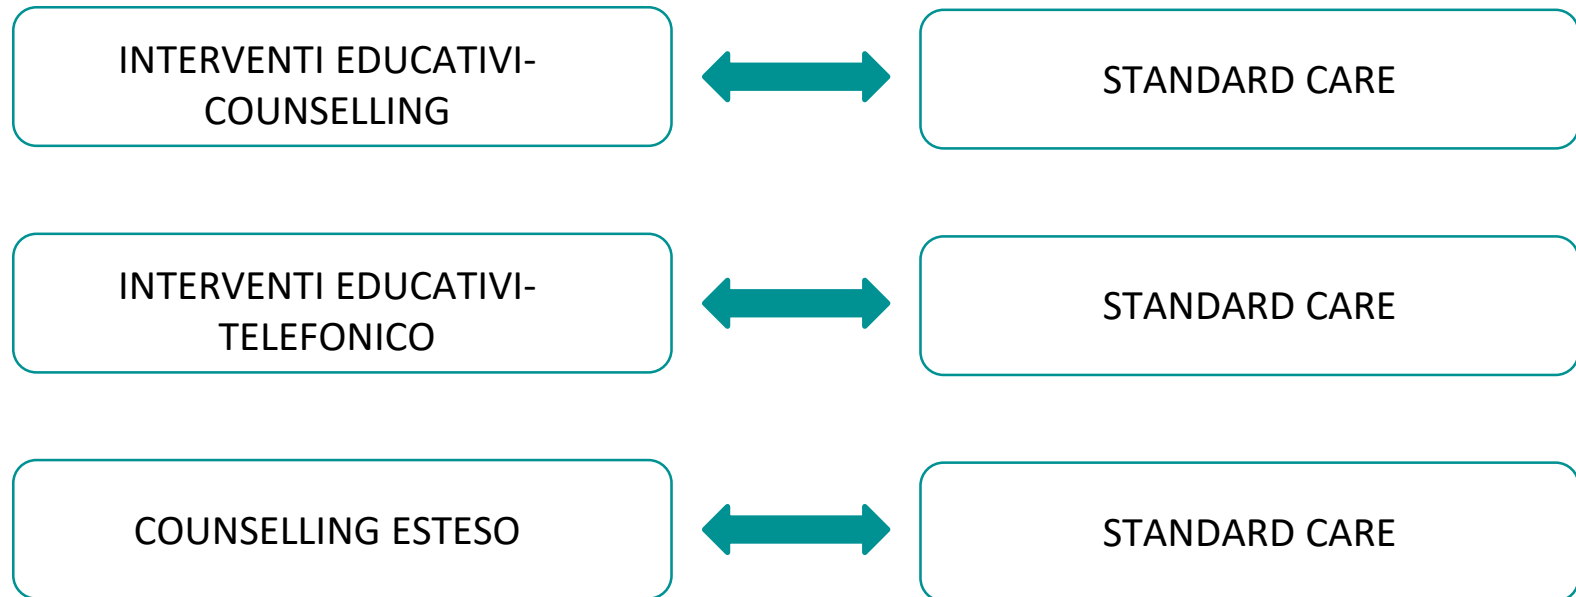 INTERVENTI EDUCATIVI-
COUNSELLING
STANDARD CARE
INTERVENTI EDUCATIVI-
TELEFONICO
STANDARD CARE
COUNSELLING ESTESO
STANDARD CARE